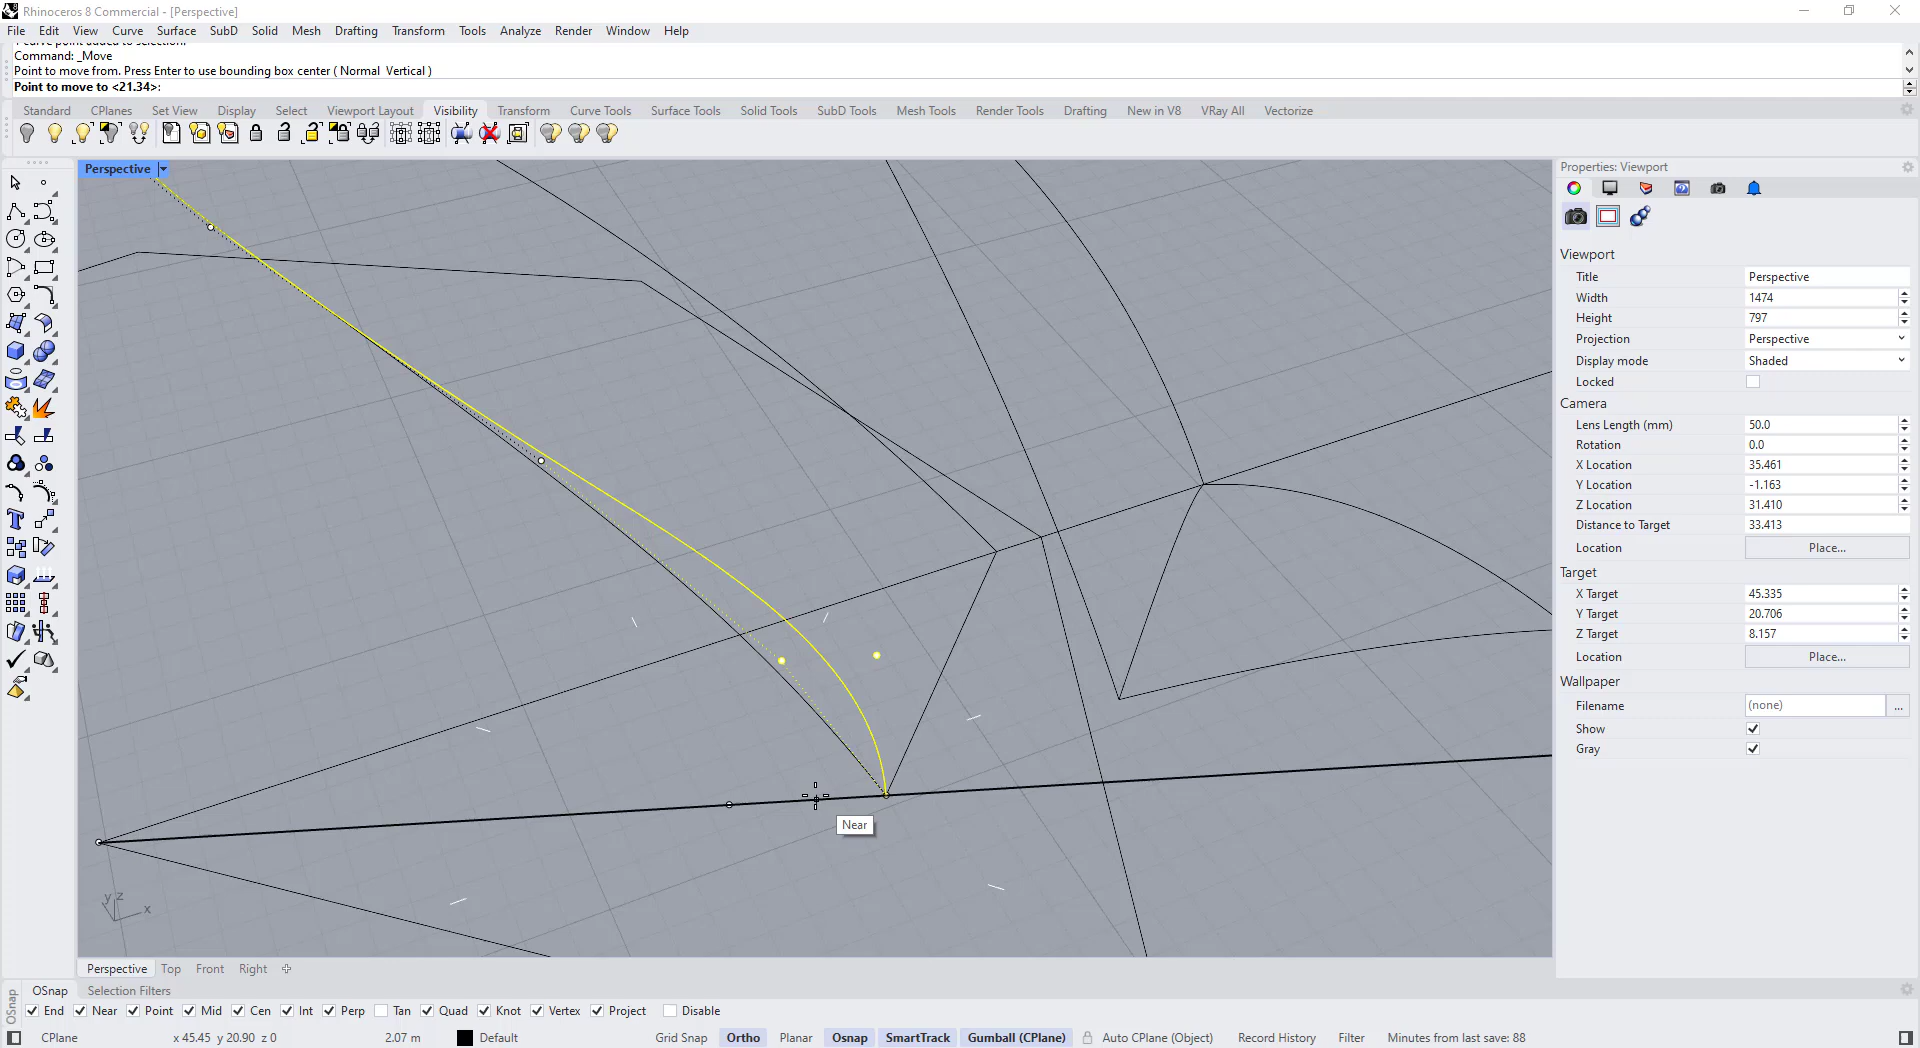 Rhinoceros 8 Commercial - [Perspective]
File Edit View Curve Surface SubD Solid Mesh Drafting Transform Tools Analyze Render Window Help
1 curve point added to selection.
Command: _Move
Point to move from. Press Enter to use bounding box center ( Normal Vertical )
Point to move to <21.34>:
Standard CPlanes Set View Display Select Viewport Layout Visibility Transform Curve Tools Surface Tools Solid Tools SubD Tools Mesh Tools Render Tools Drafting New in V8 VRay All Vectorize
Perspective
Near
y z
x
Properties: Viewport
Viewport
Title Perspective
Width 1474
Height 797
Projection Perspective
Display mode Shaded
Locked
Camera
Lens Length (mm) 50.0
Rotation 0.0
X Location 35.461
Y Location -1.163
Z Location 31.410
Distance to Target 33.413
Location Place...
Target
X Target 45.335
Y Target 20.706
Z Target 8.157
Location Place...
Wallpaper
Filename (none) ...
Show
Gray
Perspective Top Front Right
OSnap Selection Filters
OSnap
End Near Point Mid Cen Int Perp Tan Quad Knot Vertex Project Disable
CPlane x 45.45 y 20.90 z 0 2.07 m Default Grid Snap Ortho Planar Osnap SmartTrack Gumball (CPlane) Auto CPlane (Object) Record History Filter Minutes from last save: 88